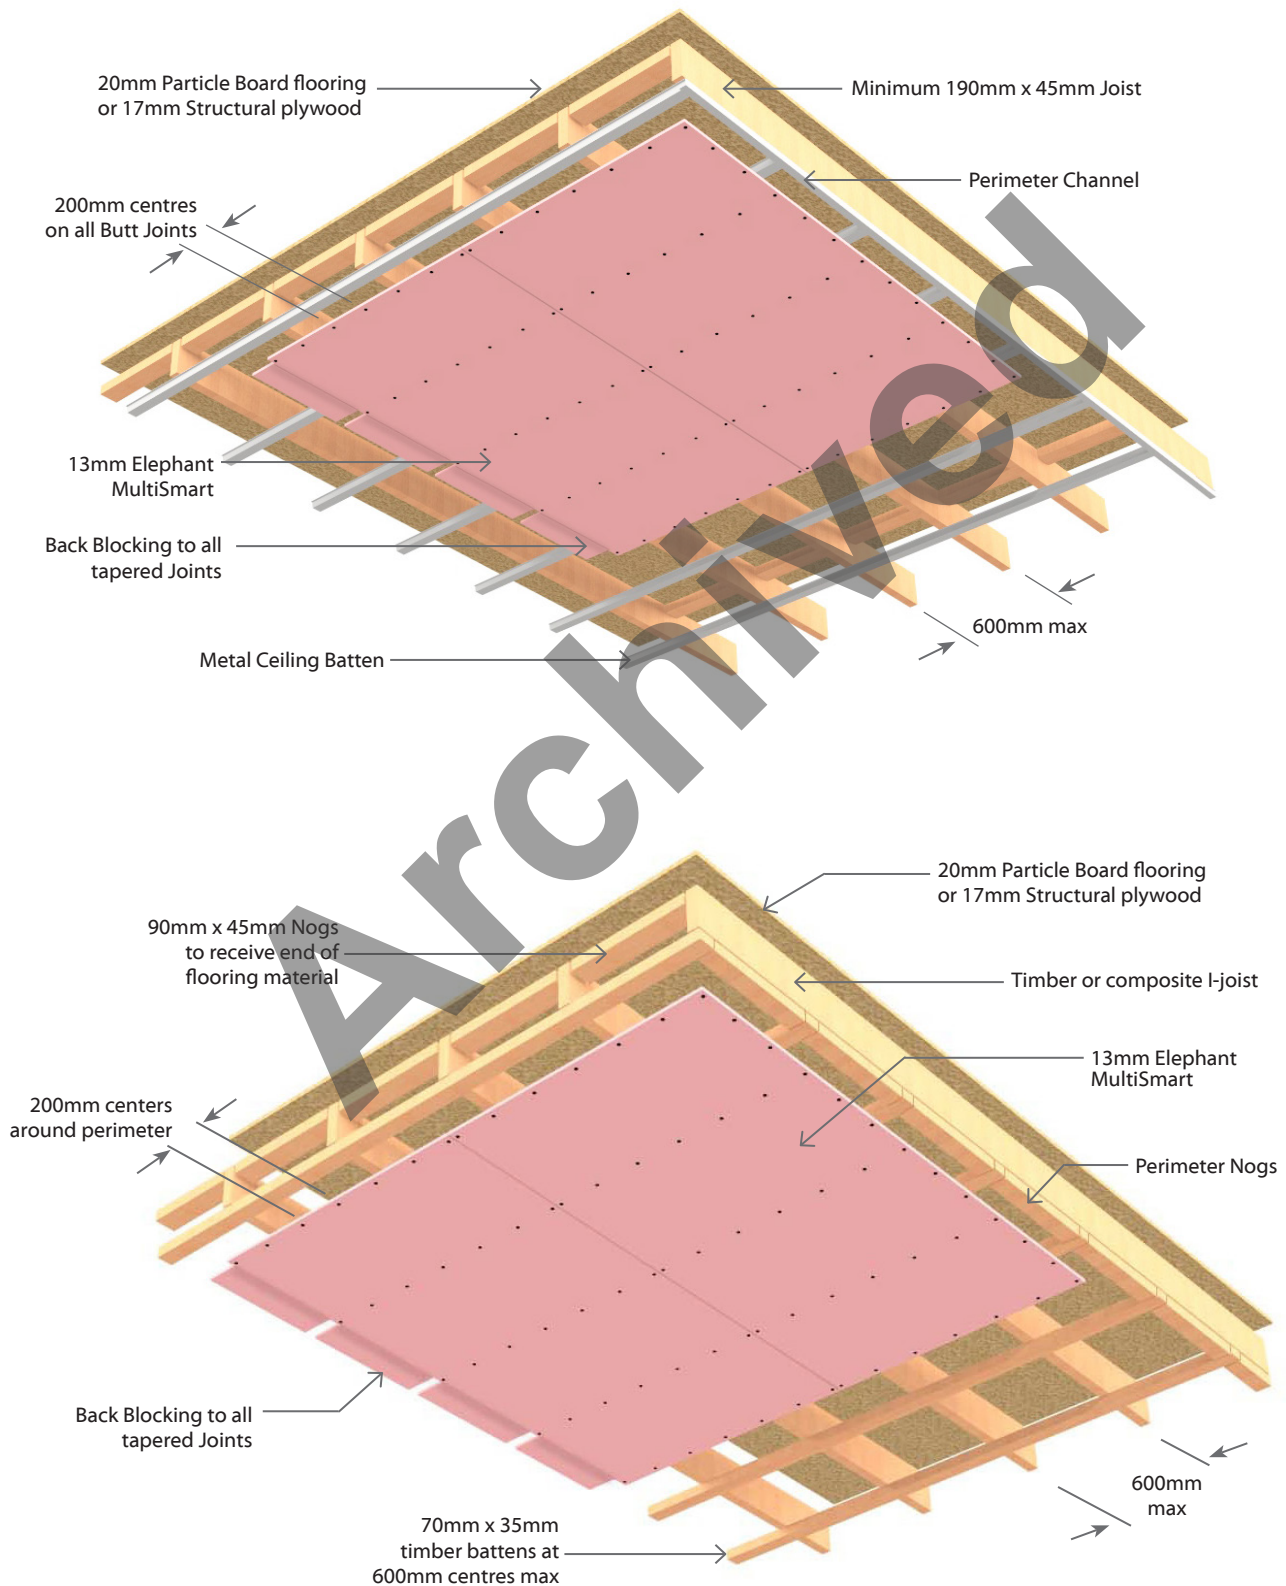 20mm Particle Board flooring
or 17mm Structural plywood
Minimum 190mm x 45mm Joist
Perimeter Channel
200mm centres
on all Butt Joints
13mm Elephant
MultiSmart
Back Blocking to all
tapered Joints
600mm max
Metal Ceiling Batten
Archived
20mm Particle Board flooring
or 17mm Structural plywood
90mm x 45mm Nogs
to receive end of
flooring material
Timber or composite I-joist
13mm Elephant
MultiSmart
200mm centers
around perimeter
Perimeter Nogs
Back Blocking to all
tapered Joints
600mm
max
70mm x 35mm
timber battens at
600mm centres max